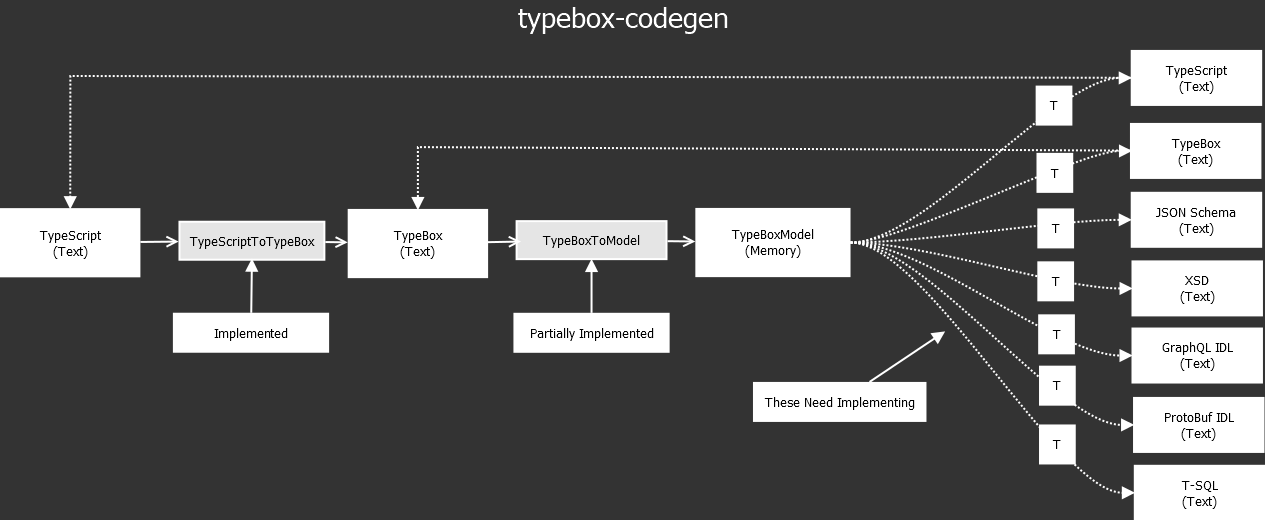 typebox-codegen
TypeScript
(Text)
T
TypeBox
(Text)
T
JSON Schema
(Text)
T
TypeScript
(Text)
TypeScriptToTypeBox
TypeBox
(Text)
TypeBoxToModel
TypeBoxModel
(Memory)
XSD
(Text)
T
Implemented
Partially Implemented
GraphQL IDL
(Text)
T
These Need Implementing
ProtoBuf IDL
(Text)
T
T-SQL
(Text)
T